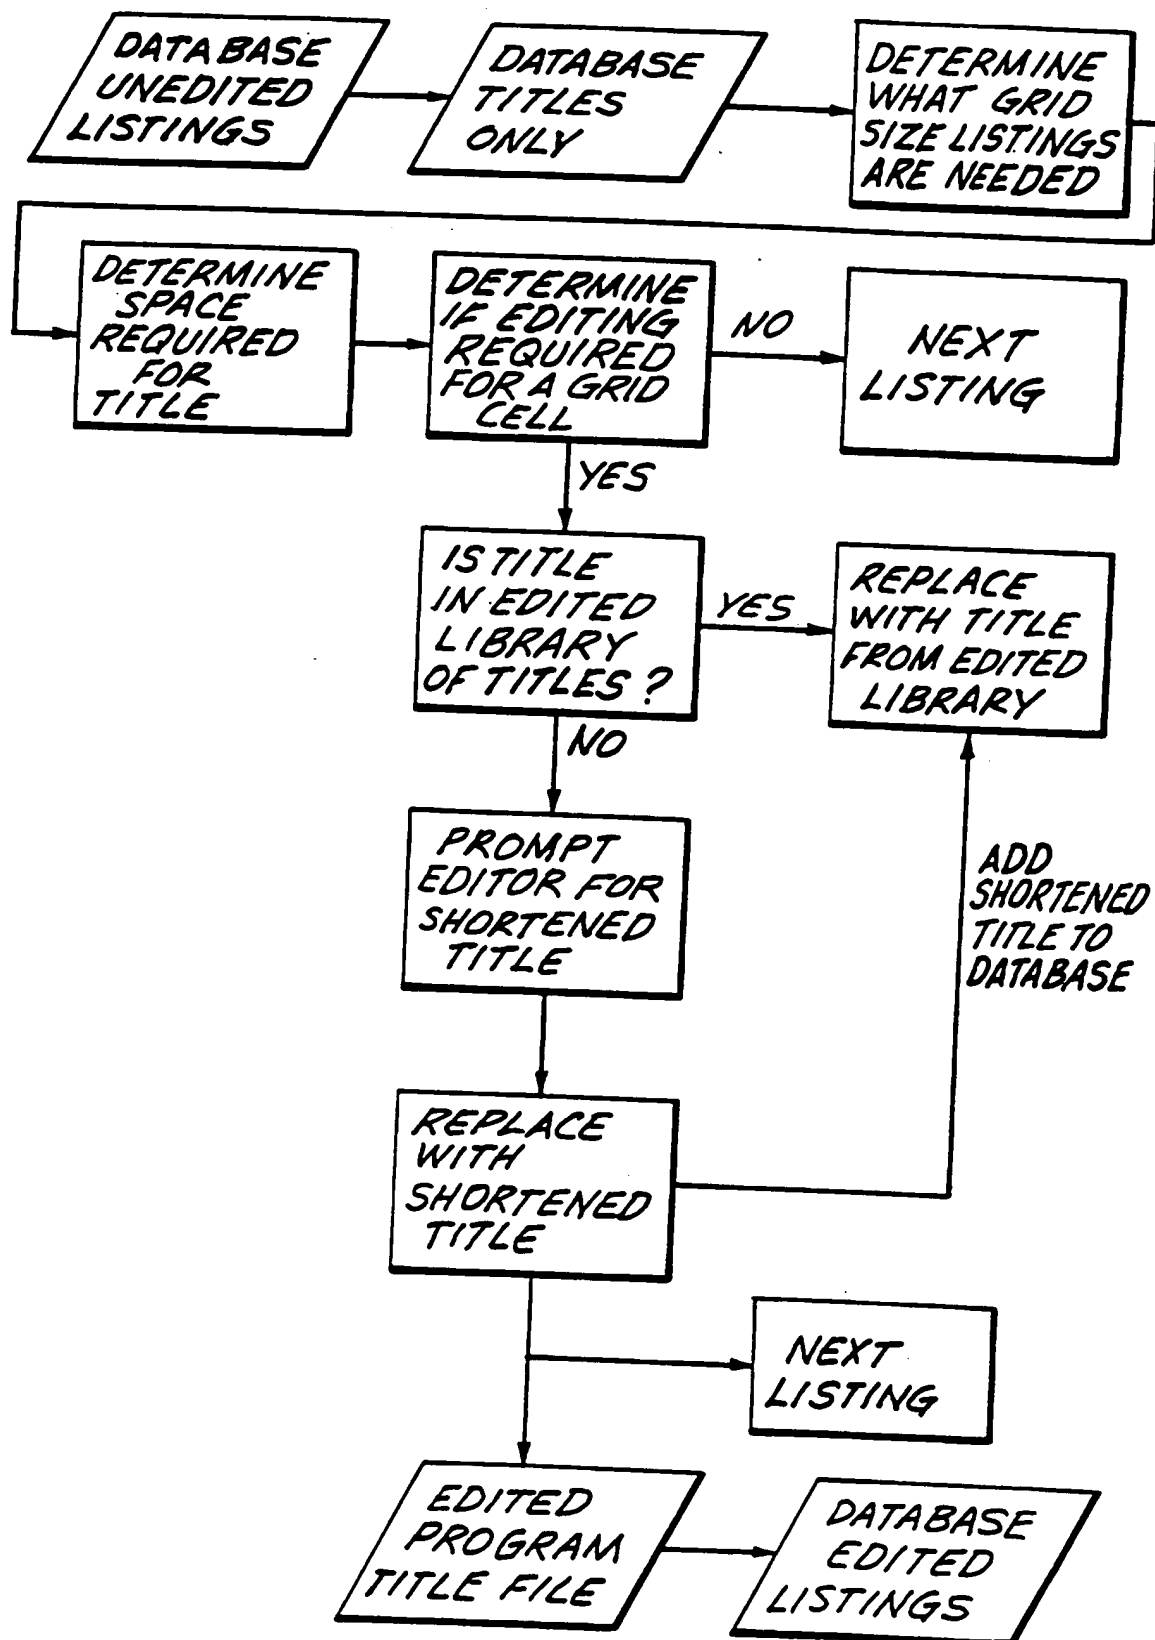 DATABASE
UNEDITED
LISTINGS
DATABASE
TITLES
ONLY
DETERMINE
WHAT GRID
SIZE LISTINGS
ARE NEEDED
DETERMINE
SPACE
REQUIRED
FOR
TITLE
DETERMINE
IF EDITING
REQUIRED
FOR A GRID
CELL
NO
NEXT
LISTING
YES
IS TITLE
IN EDITED
LIBRARY
OF TITLES ?
YES
REPLACE
WITH TITLE
FROM EDITED
LIBRARY
NO
PROMPT
EDITOR FOR
SHORTENED
TITLE
ADD
SHORTENED
TITLE TO
DATABASE
REPLACE
WITH
SHORTENED
TITLE
NEXT
LISTING
EDITED
PROGRAM
TITLE FILE
DATABASE
EDITED
LISTINGS